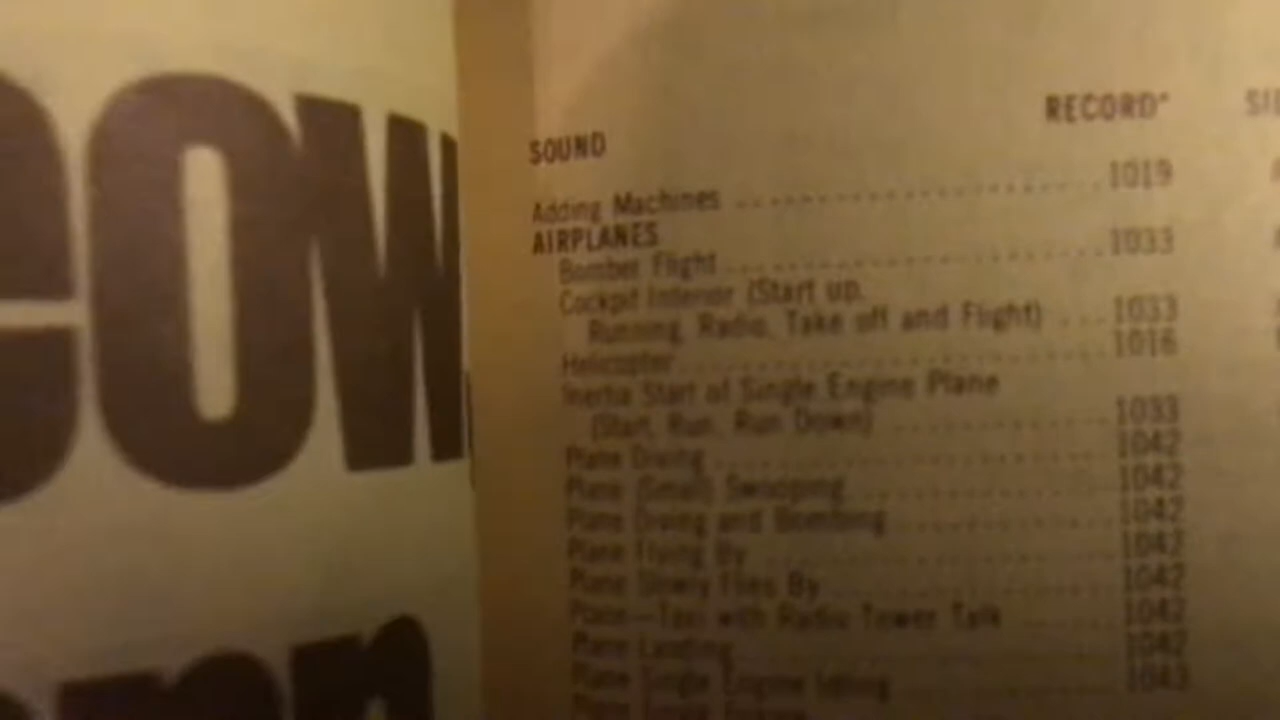 COW
SOUND RECORD*
Adding Machines 1019
AIRPLANES
Bomber Flight 1033
Cockpit Interior (Start up,
Running, Radio, Take off and Flight) 1033
Helicopter 1016
Inertia Start of Single Engine Plane
(Start, Run, Run Down) 1033
Plane Diving 1042
Plane (Small) Swooping 1042
Plane Diving and Bombing 1042
Plane Flying By 1042
Plane Slowly Flies By 1042
Plane—Taxi with Radio Tower Talk 1042
Plane Landing 1042
Plane Single Engine Idling 1043